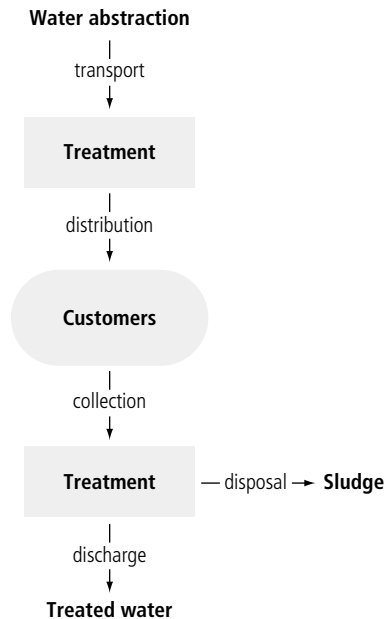 Water abstraction
transport
Treatment
distribution
Customers
collection
Treatment
disposal
Sludge
discharge
Treated water